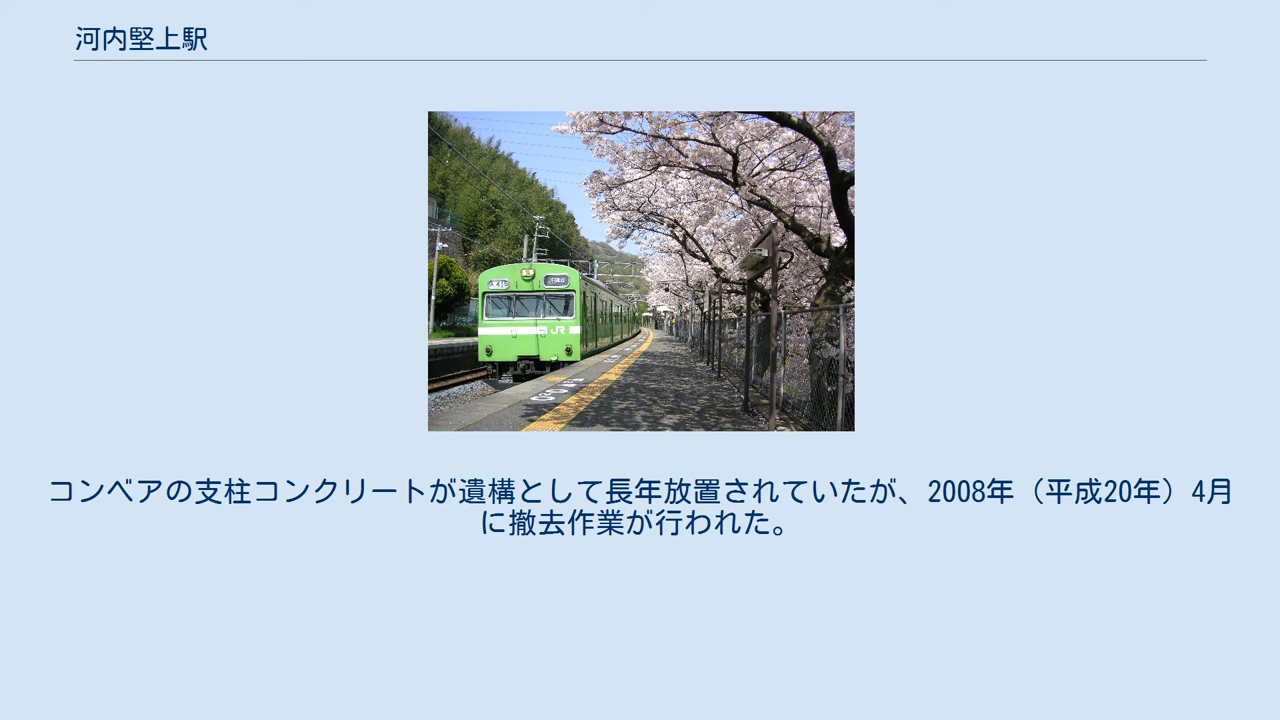 河内堅上駅
JR
コンベアの支柱コンクリートが遺構として長年放置されていたが、2008年（平成20年）4月
に撤去作業が行われた。